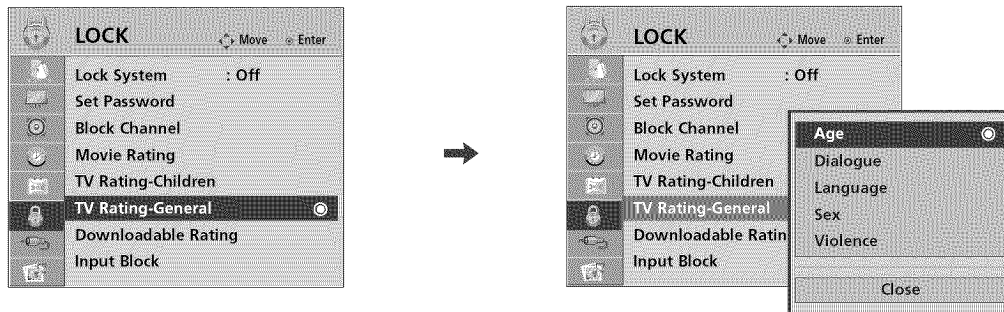 LOCK
Move
Enter
Lock System : Off
Set Password
Block Channel
Movie Rating
TV Rating-Children
TV Rating-General
Downloadable Rating
Input Block
LOCK
Move
Enter
Lock System : Off
Set Password
Block Channel
Movie Rating
TV Rating-Children
TV Rating-General
Downloadable Ratin
Input Block
Age
Dialogue
Language
Sex
Violence
Close